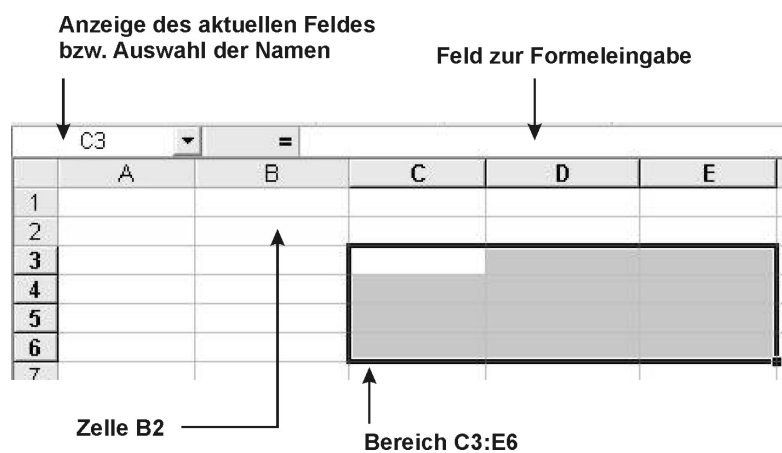 Anzeige des aktuellen Feldes
bzw. Auswahl der Namen
Feld zur Formeleingabe
C3 =
A B C D E
1
2
3
4
5
6
7
Zelle B2
Bereich C3:E6